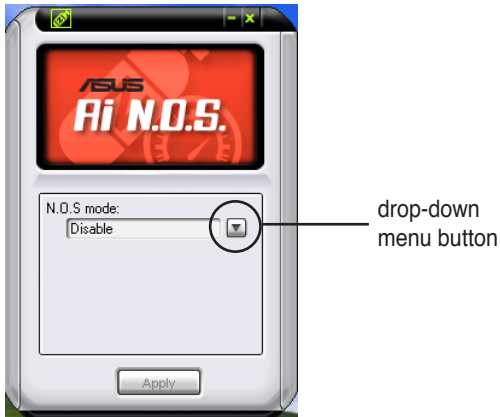 ASUS
Ai N.O.S.
N.O.S mode:
Disable
drop-down
menu button
Apply